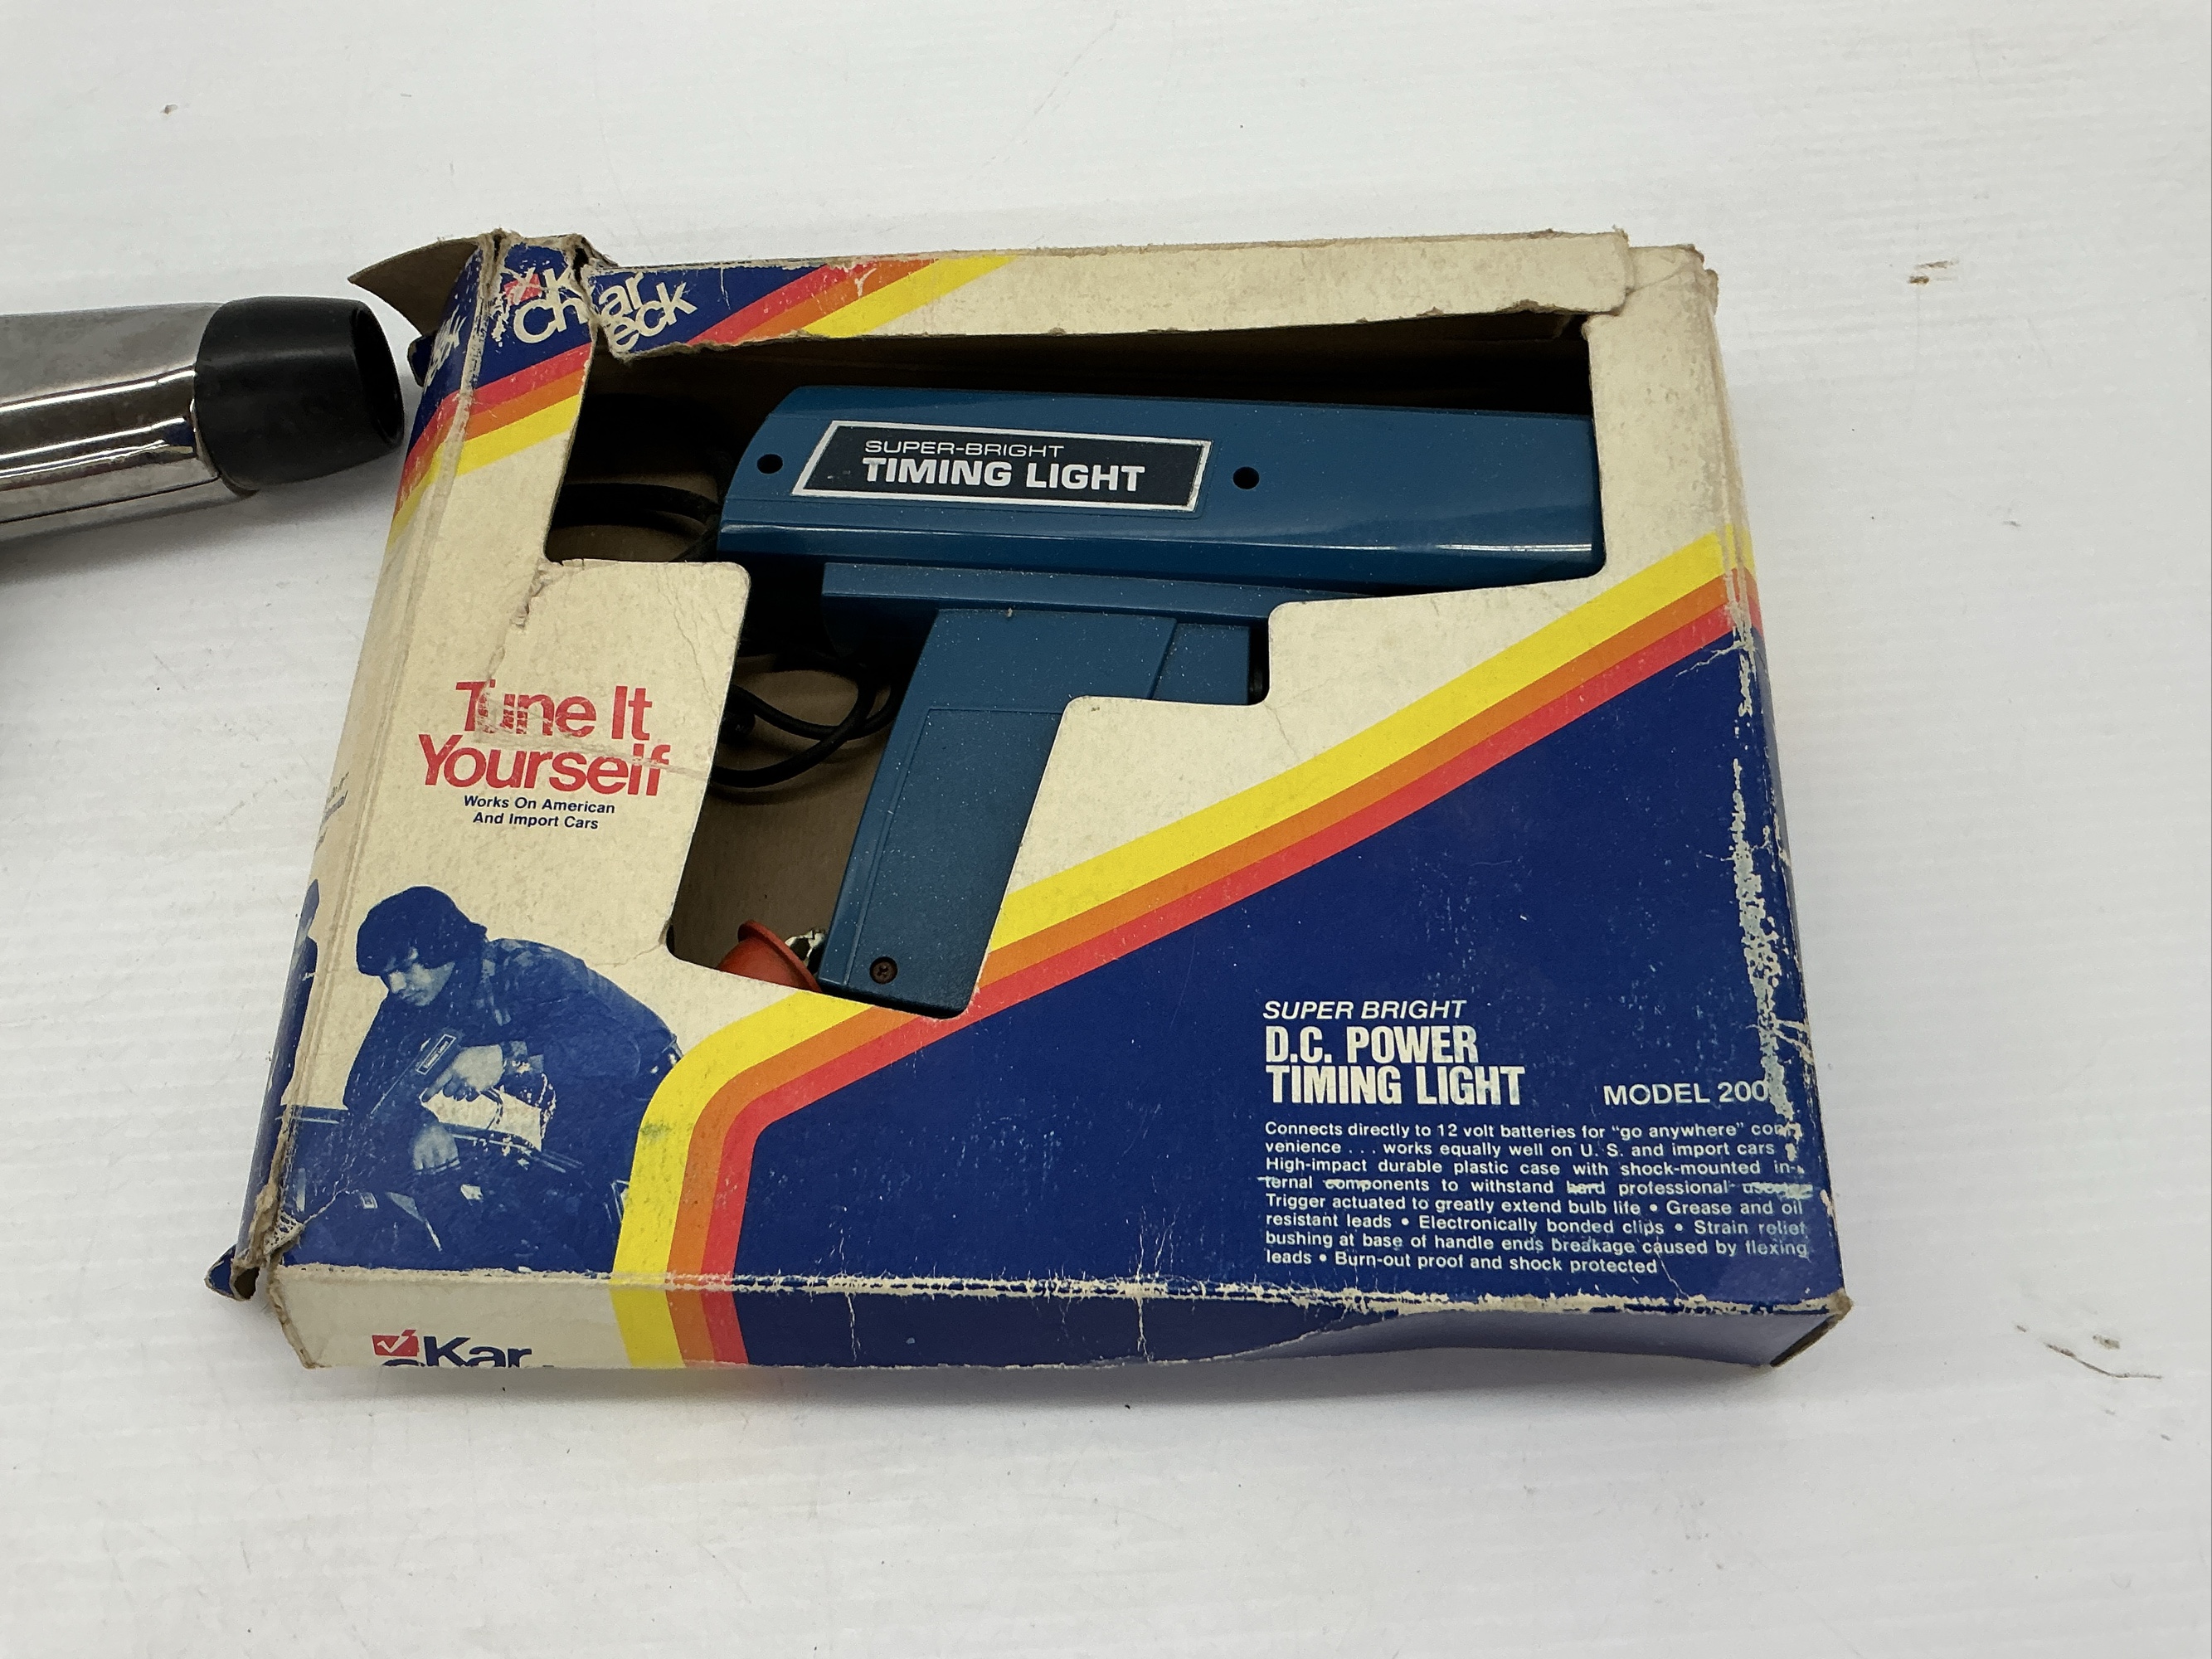 Kar
Check
SUPER-BRIGHT
TIMING LIGHT
Tune It
Yourself
Works On American
And Import Cars
SUPER BRIGHT
D.C. POWER
TIMING LIGHT
MODEL 200
Connects directly to 12 volt batteries for "go anywhere" con-
venience . . . works equally well on U. S. and import cars
High-impact durable plastic case with shock-mounted in-
ternal components to withstand hard professional
Trigger actuated to greatly extend bulb life • Grease and oil
resistant leads • Electronically bonded clips • Strain relief
bushing at base of handle ends breakage caused by flexing
leads • Burn-out proof and shock protected
Kar